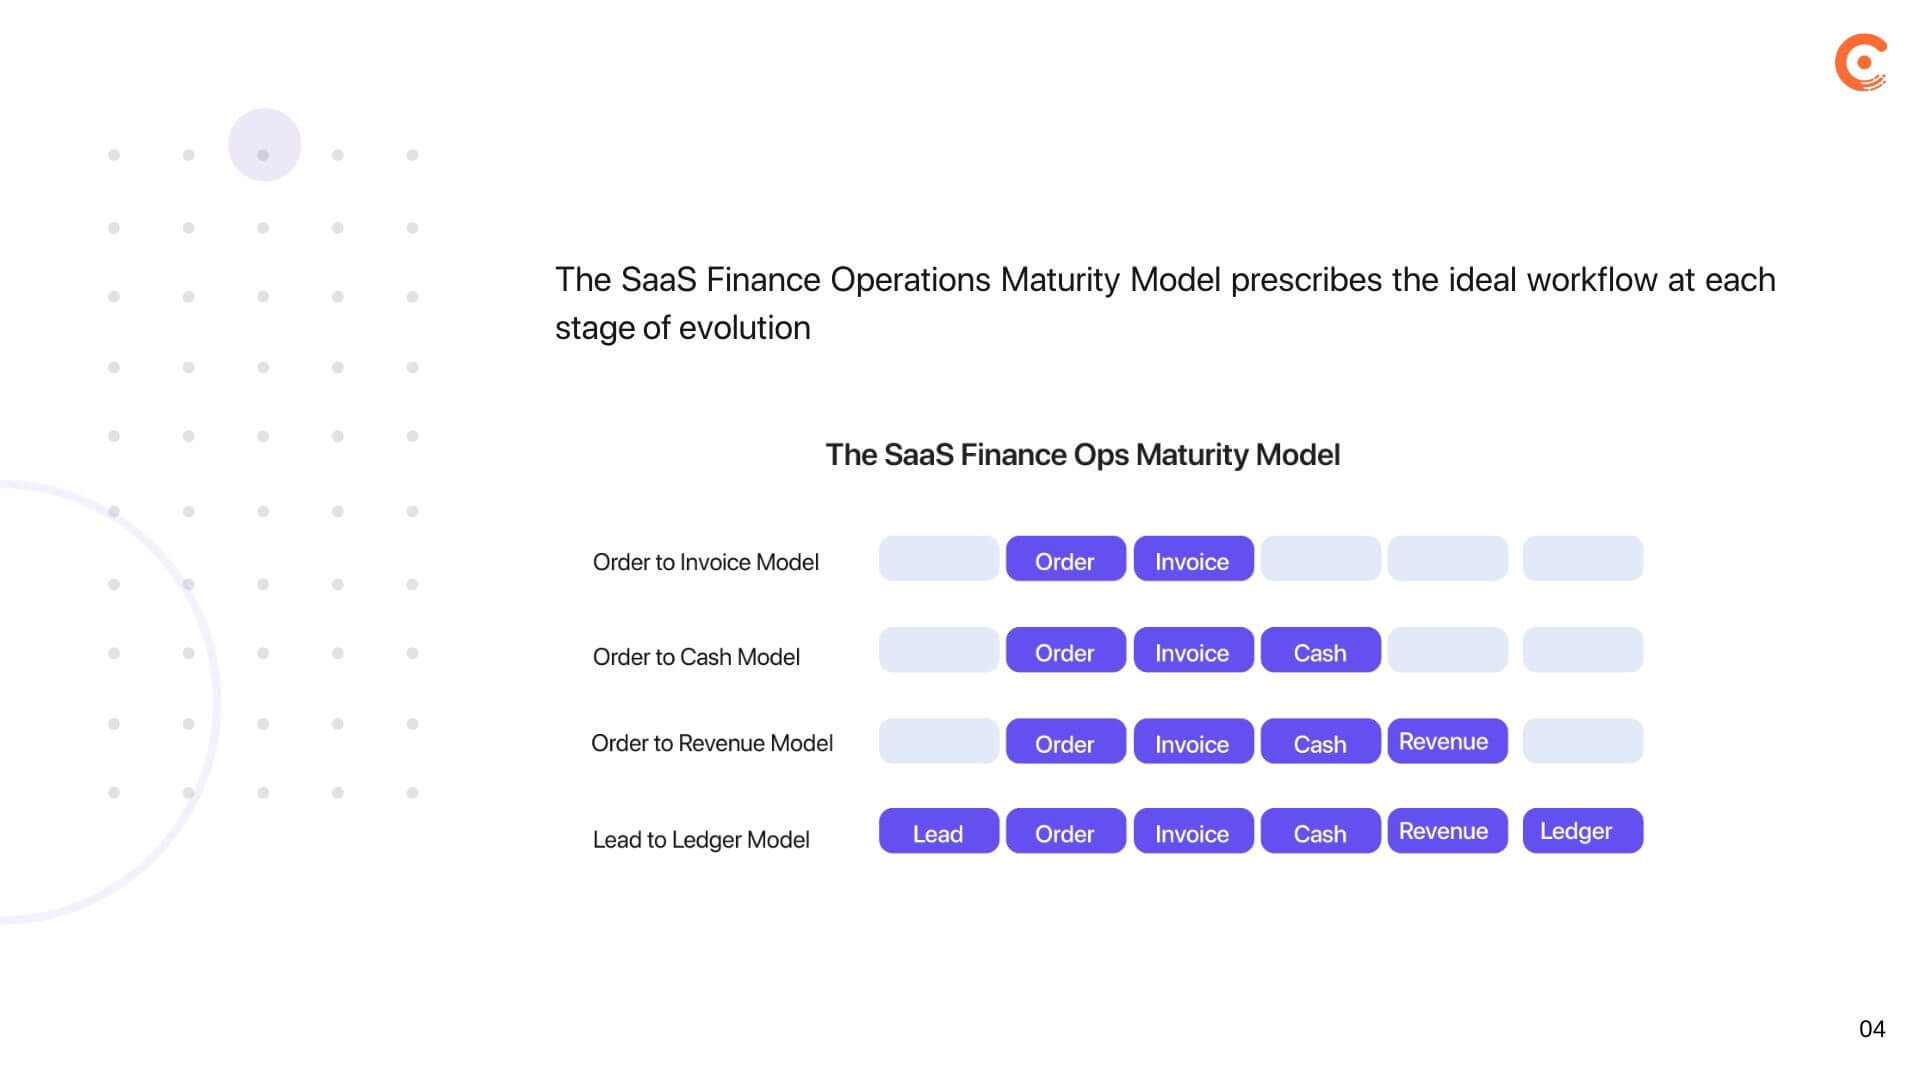 The SaaS Finance Operations Maturity Model prescribes the ideal workflow at each
stage of evolution
The SaaS Finance Ops Maturity Model
Order to Invoice Model Order Invoice
Order to Cash Model Order Invoice Cash
Order to Revenue Model Order Invoice Cash Revenue
Lead to Ledger Model Lead Order Invoice Cash Revenue Ledger
04